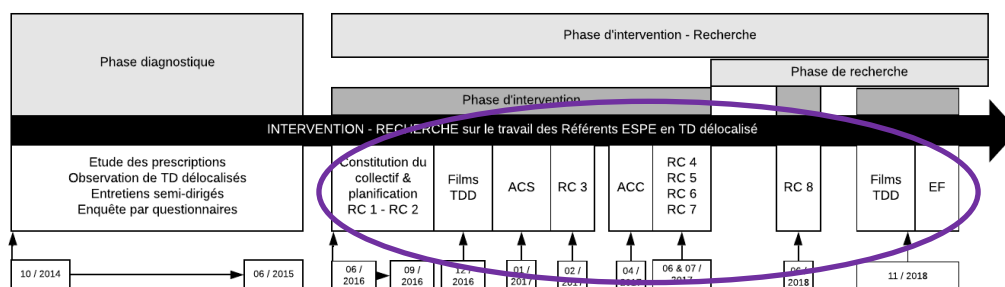 Phase d'intervention - Recherche
Phase diagnostique
Phase de recherche
Phase d'intervention
INTERVENTION - RECHERCHE sur le travail des Référents ESPE en TD délocalisé
Etude des prescriptions
Observation de TD délocalisés
Entretiens semi-dirigés
Enquête par questionnaires
Constitution du
collectif &
planification
RC 1 - RC 2
Films
TDD
ACS
RC 3
ACC
RC 4
RC 5
RC 6
RC 7
RC 8
Films
TDD
EF
10 / 2014
06 / 2015
06 /
2016
09 /
2016
12 /
2016
01 /
2017
02 /
2017
04 /
2017
06 & 07 /
2017
06 /
2018
11 / 2018